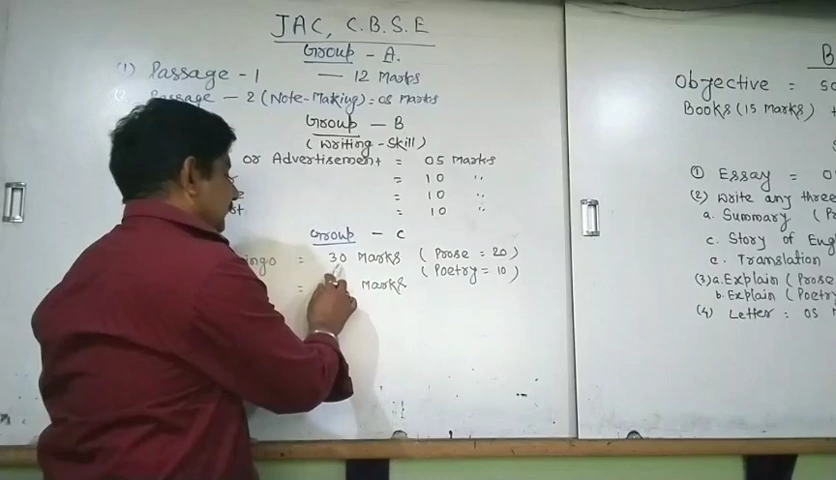 JAC, C.B.S.E
Group - A.
(1) Passage - 1 — 12 Marks
Passage - 2 (Note-Making) = 08 Marks
Group - B
(Writing - Skill)
or Advertisement = 05 Marks
= 10 "
= 10 "
= 10 "
Group - C
= 30 Marks ( Prose = 20 )
( Poetry = 10 )
= Marks
Objective = 50
Books (15 Marks) +
① Essay = 0
(2) Write any three
a. Summary (P
c. Story of Eng
c. Translation
(3) a. Explain ( Prose
b. Explain ( Poetry
(4) Letter : 05